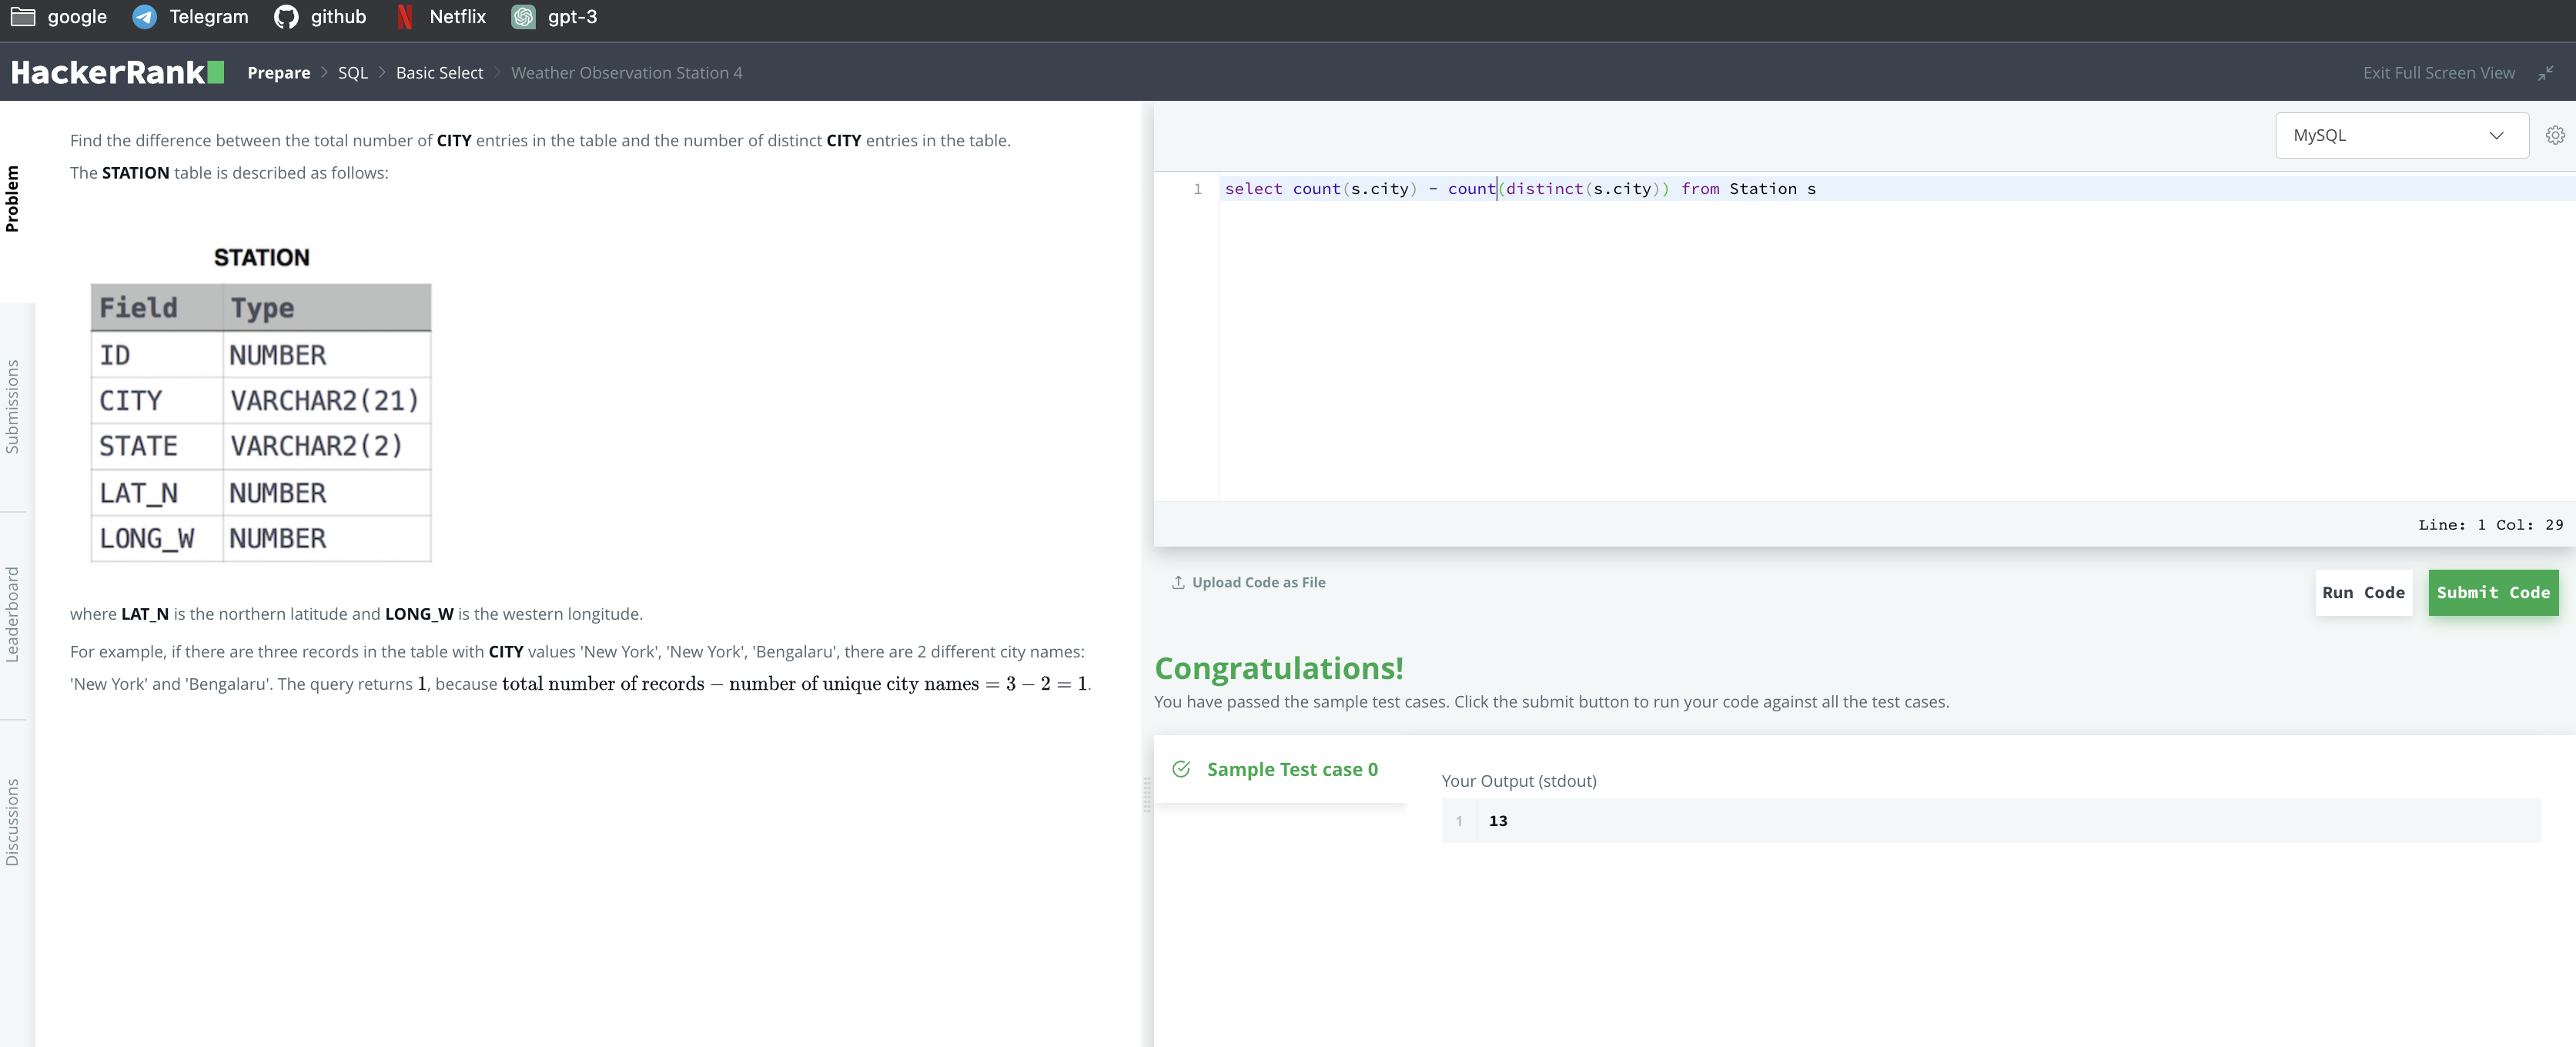 google Telegram github Netflix gpt-3
HackerRank Prepare > SQL > Basic Select > Weather Observation Station 4 Exit Full Screen View
Problem
Submissions
Leaderboard
Discussions
Find the difference between the total number of CITY entries in the table and the number of distinct CITY entries in the table.
The STATION table is described as follows:
STATION
Field Type
ID NUMBER
CITY VARCHAR2(21)
STATE VARCHAR2(2)
LAT_N NUMBER
LONG_W NUMBER
where LAT_N is the northern latitude and LONG_W is the western longitude.
For example, if there are three records in the table with CITY values 'New York', 'New York', 'Bengalaru', there are 2 different city names:
'New York' and 'Bengalaru'. The query returns 1, because total number of records − number of unique city names = 3 − 2 = 1.
MySQL
1 select count(s.city) - count(distinct(s.city)) from Station s
Line: 1 Col: 29
Upload Code as File
Run Code Submit Code
Congratulations!
You have passed the sample test cases. Click the submit button to run your code against all the test cases.
Sample Test case 0
Your Output (stdout)
1 13